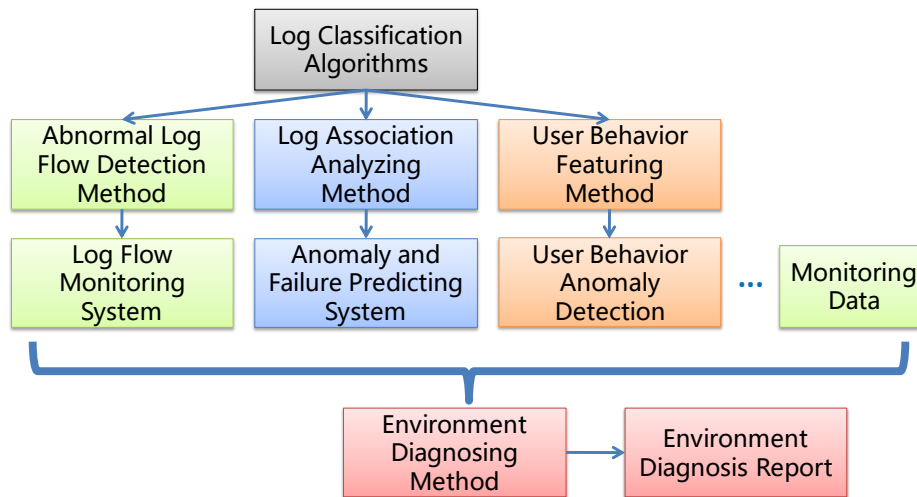 Log Classification
Algorithms
Abnormal Log
Flow Detection
Method
Log Association
Analyzing
Method
User Behavior
Featuring
Method
Log Flow
Monitoring
System
Anomaly and
Failure Predicting
System
User Behavior
Anomaly
Detection
...
Monitoring
Data
Environment
Diagnosing
Method
Environment
Diagnosis Report